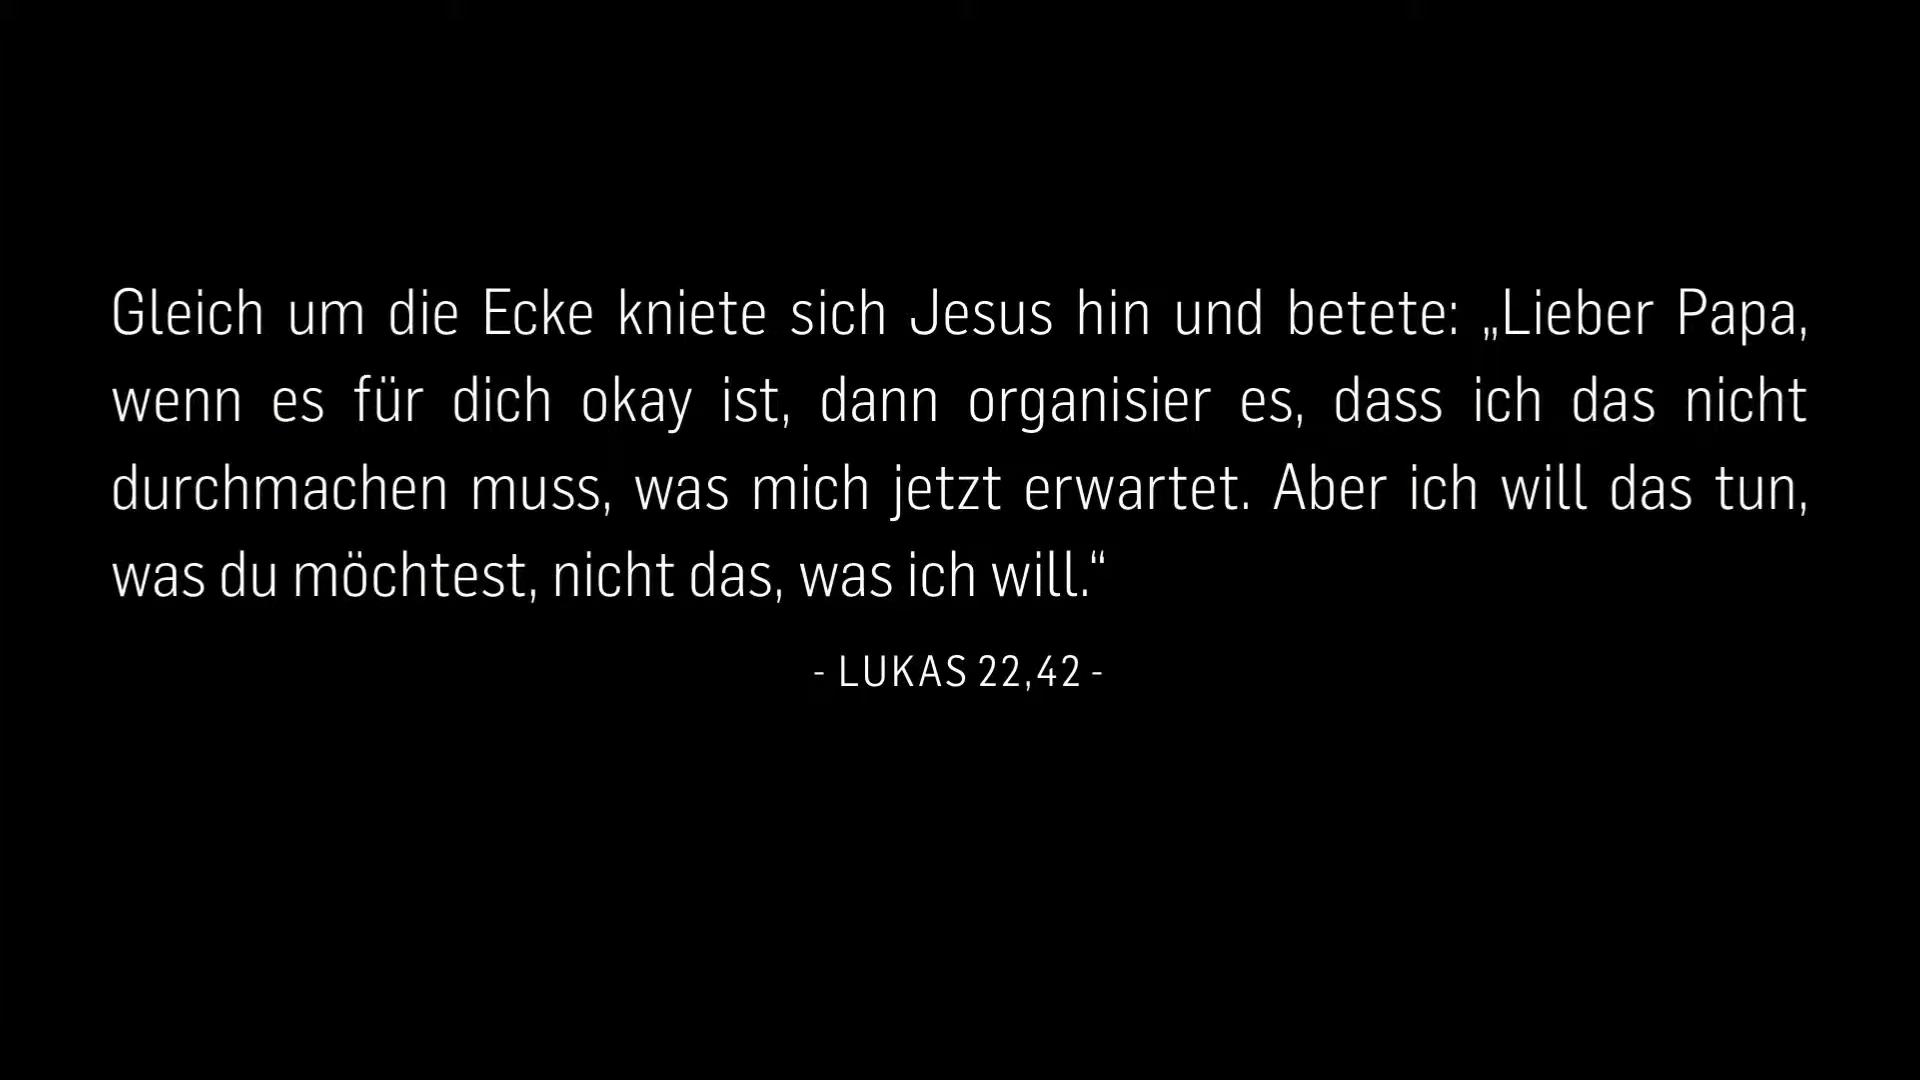 Gleich um die Ecke kniete sich Jesus hin und betete: „Lieber Papa,
wenn es für dich okay ist, dann organisier es, dass ich das nicht
durchmachen muss, was mich jetzt erwartet. Aber ich will das tun,
was du möchtest, nicht das, was ich will.“
- LUKAS 22,42 -